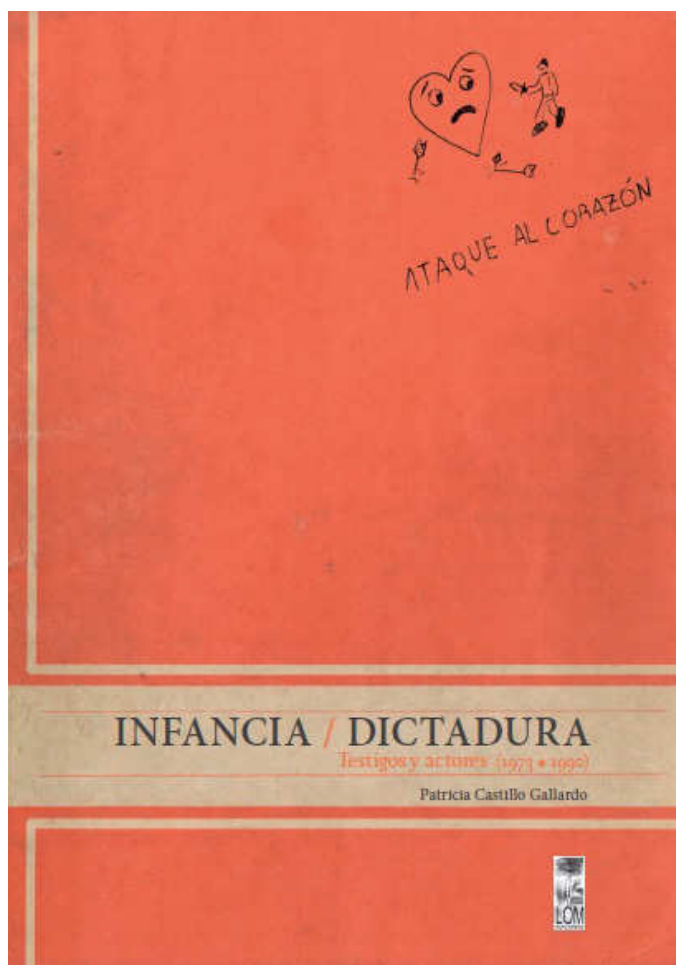 ATAQUE AL CORAZÓN
INFANCIA / DICTADURA
Testigos y actores (1973 • 1990)
Patricia Castillo Gallardo
LOM